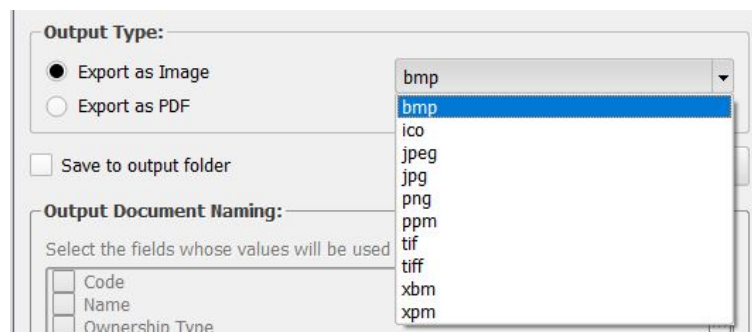 Output Type:
Export as Image
bmp
Export as PDF
bmp
ico
jpeg
jpg
png
ppm
tif
tiff
xbm
xpm
Save to output folder
Output Document Naming:
Select the fields whose values will be used
Code
Name
Ownership Type